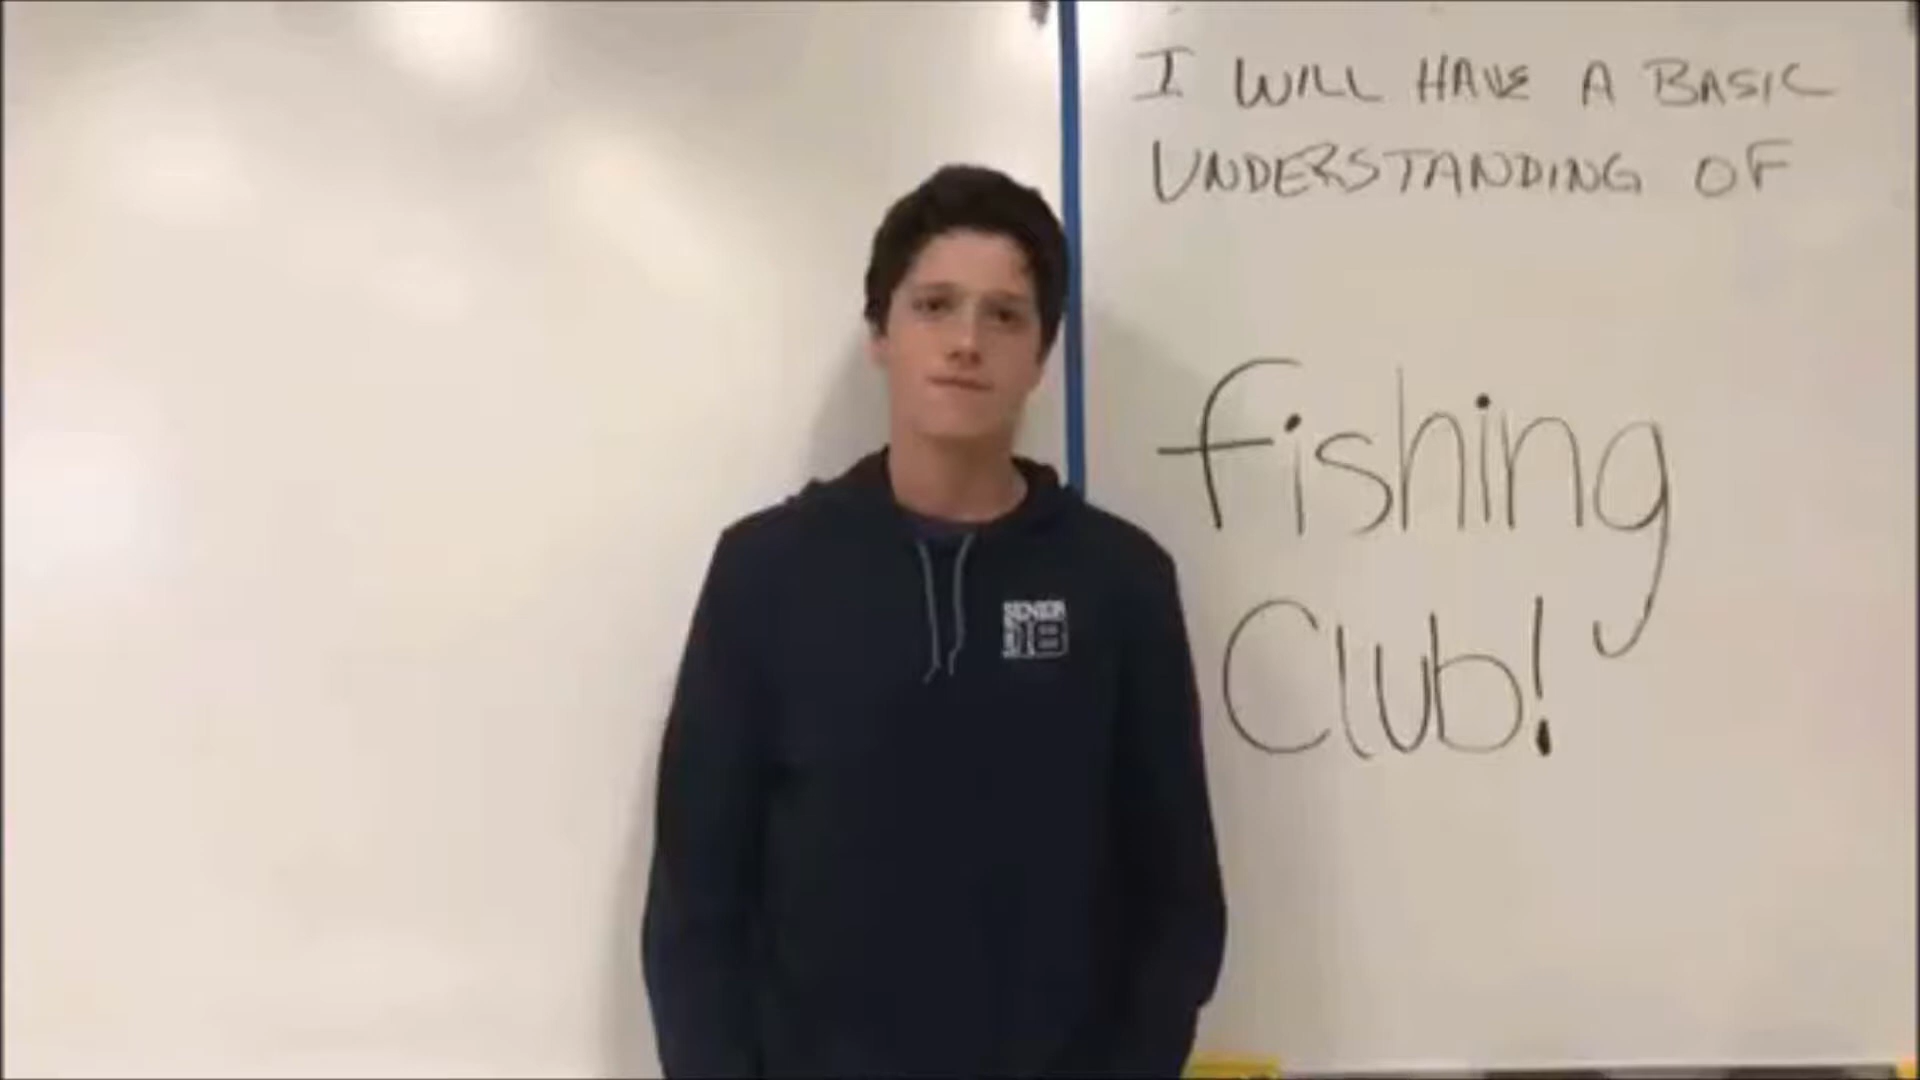 I WILL HAVE A BASIC
UNDERSTANDING OF
fishing
Club!
SENIOR
18